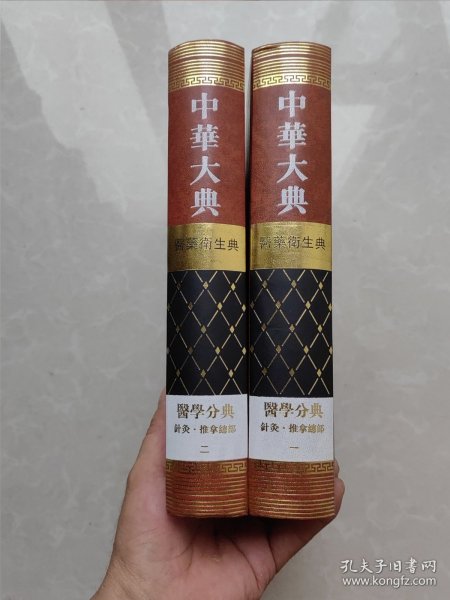 中華大典
醫藥衛生典
醫學分典
針灸·推拿總部
二
中華大典
醫藥衛生典
醫學分典
針灸·推拿總部
一
孔夫子旧书网
www.kongfz.com